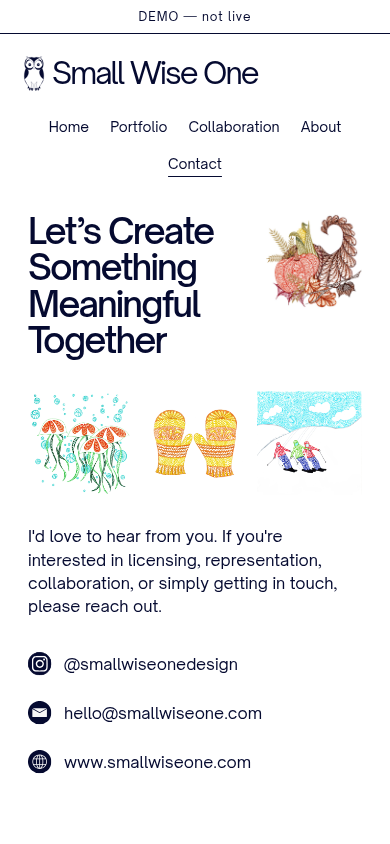 DEMO — not live
Small Wise One
Home Portfolio Collaboration About
Contact
Let’s Create
Something
Meaningful
Together
I'd love to hear from you. If you're
interested in licensing, representation,
collaboration, or simply getting in touch,
please reach out.
@smallwiseonedesign
hello@smallwiseone.com
www.smallwiseone.com